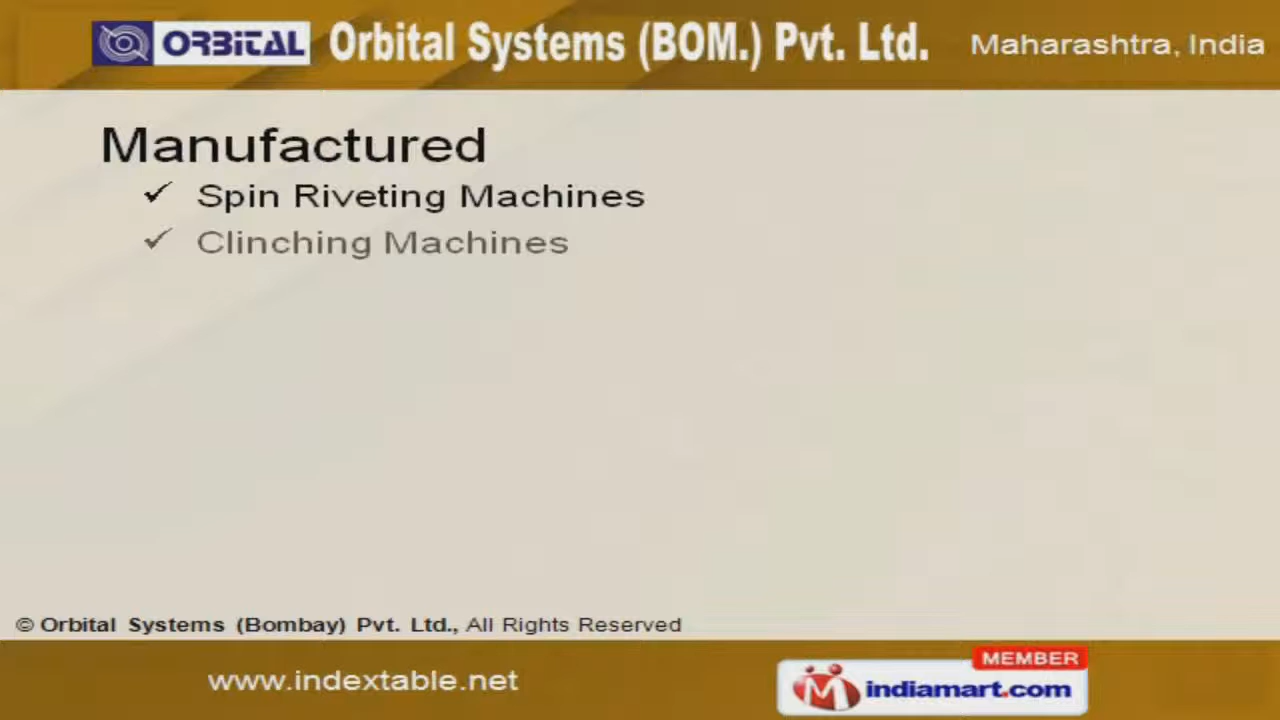 ORBITAL Orbital Systems (BOM.) Pvt. Ltd. Maharashtra, India
Manufactured
✓ Spin Riveting Machines
✓ Clinching Machines
© Orbital Systems (Bombay) Pvt. Ltd., All Rights Reserved
MEMBER
www.indextable.net
indiamart.com